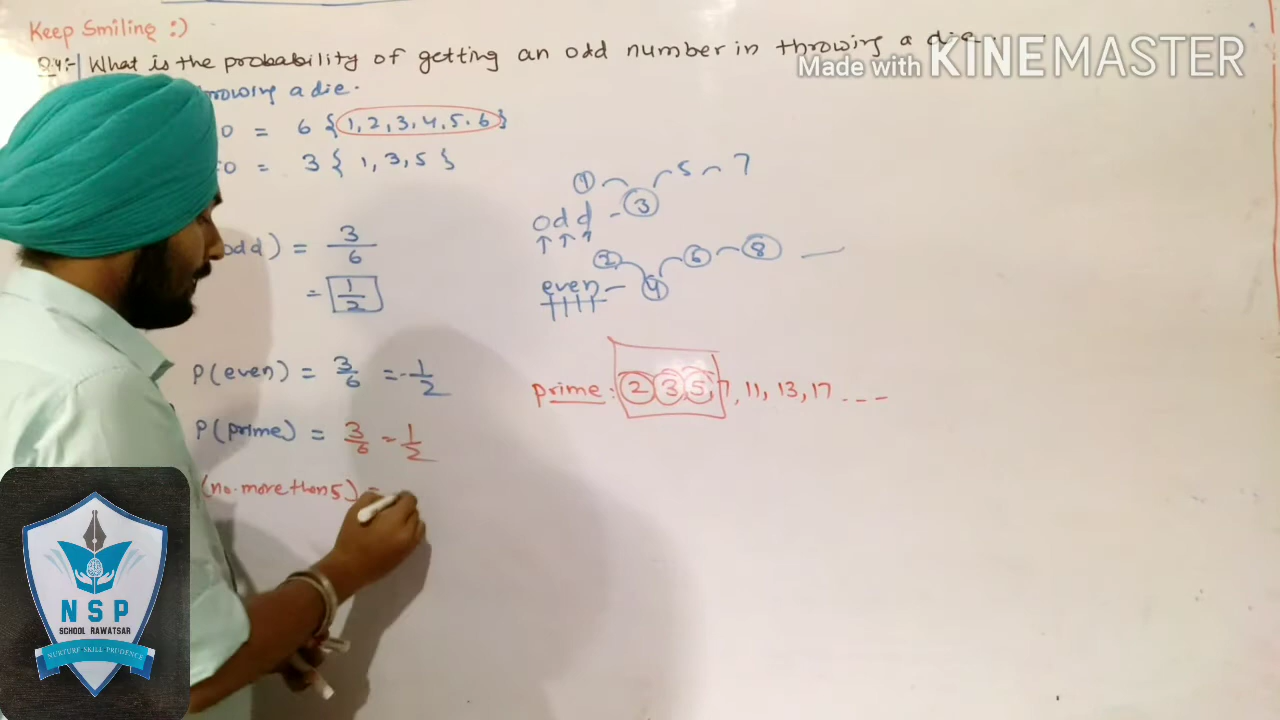 Keep Smiling :)
Q4:- What is the probability of getting an odd number in throwing a die.
Made with KINEMASTER
throwing a die.
O = 6 { 1, 2, 3, 4, 5. 6 }
O = 3 { 1, 3, 5 }
1 3 5 7
odd -
odd) = 3/6
= 1/2
2 4 6 8
even -
P(even) = 3/6 = 1/2
prime : 2 3 5, 7, 11, 13, 17 - - -
P(prime) = 3/6 = 1/2
(no. more than 5) =
NSP
SCHOOL RAWATSAR
NURTURE SKILL PRUDENCE